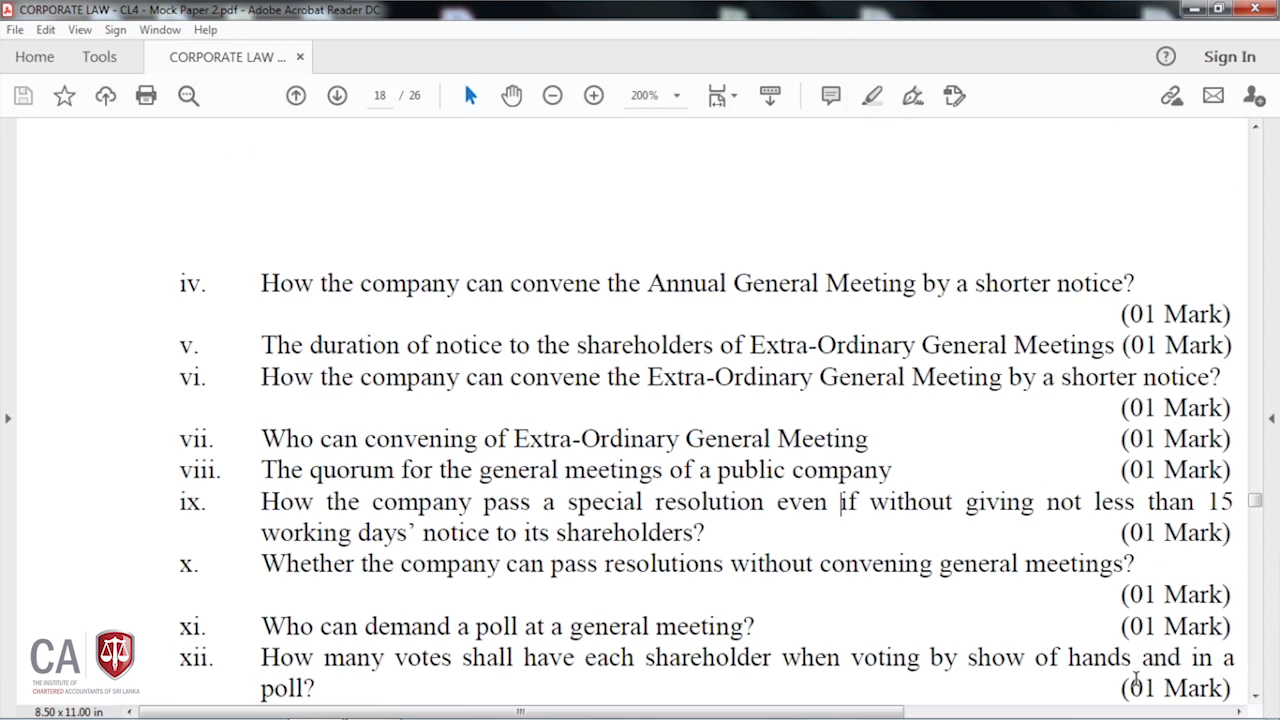 CORPORATE LAW - CL4 - Mock Paper 2.pdf - Adobe Acrobat Reader DC
File Edit View Sign Window Help
Home Tools CORPORATE LAW ... × ? Sign In
18 / 26 200%
iv. How the company can convene the Annual General Meeting by a shorter notice?
(01 Mark)
v. The duration of notice to the shareholders of Extra-Ordinary General Meetings (01 Mark)
vi. How the company can convene the Extra-Ordinary General Meeting by a shorter notice?
(01 Mark)
vii. Who can convening of Extra-Ordinary General Meeting (01 Mark)
viii. The quorum for the general meetings of a public company (01 Mark)
ix. How the company pass a special resolution even if without giving not less than 15
working days’ notice to its shareholders? (01 Mark)
x. Whether the company can pass resolutions without convening general meetings?
(01 Mark)
xi. Who can demand a poll at a general meeting? (01 Mark)
xii. How many votes shall have each shareholder when voting by show of hands and in a
poll? (01 Mark)
CA
THE INSTITUTE OF
CHARTERED ACCOUNTANTS OF SRI LANKA
8.50 x 11.00 in